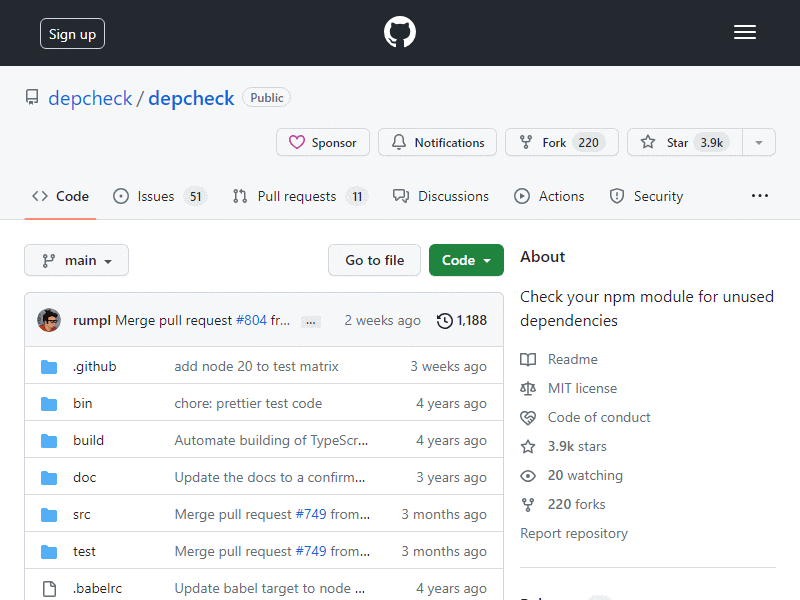 Sign up
depcheck / depcheck Public
Sponsor Notifications Fork 220 Star 3.9k
Code Issues 51 Pull requests 11 Discussions Actions Security ...
main Go to file Code
rumpl Merge pull request #804 fr... ... 2 weeks ago 1,188
.github add node 20 to test matrix 3 weeks ago
bin chore: prettier test code 4 years ago
build Automate building of TypeScr... 4 years ago
doc Update the docs to a confirm... 3 years ago
src Merge pull request #749 from... 3 months ago
test Merge pull request #749 from... 3 months ago
.babelrc Update babel target to node ... 4 years ago
About
Check your npm module for unused
dependencies
Readme
MIT license
Code of conduct
3.9k stars
20 watching
220 forks
Report repository